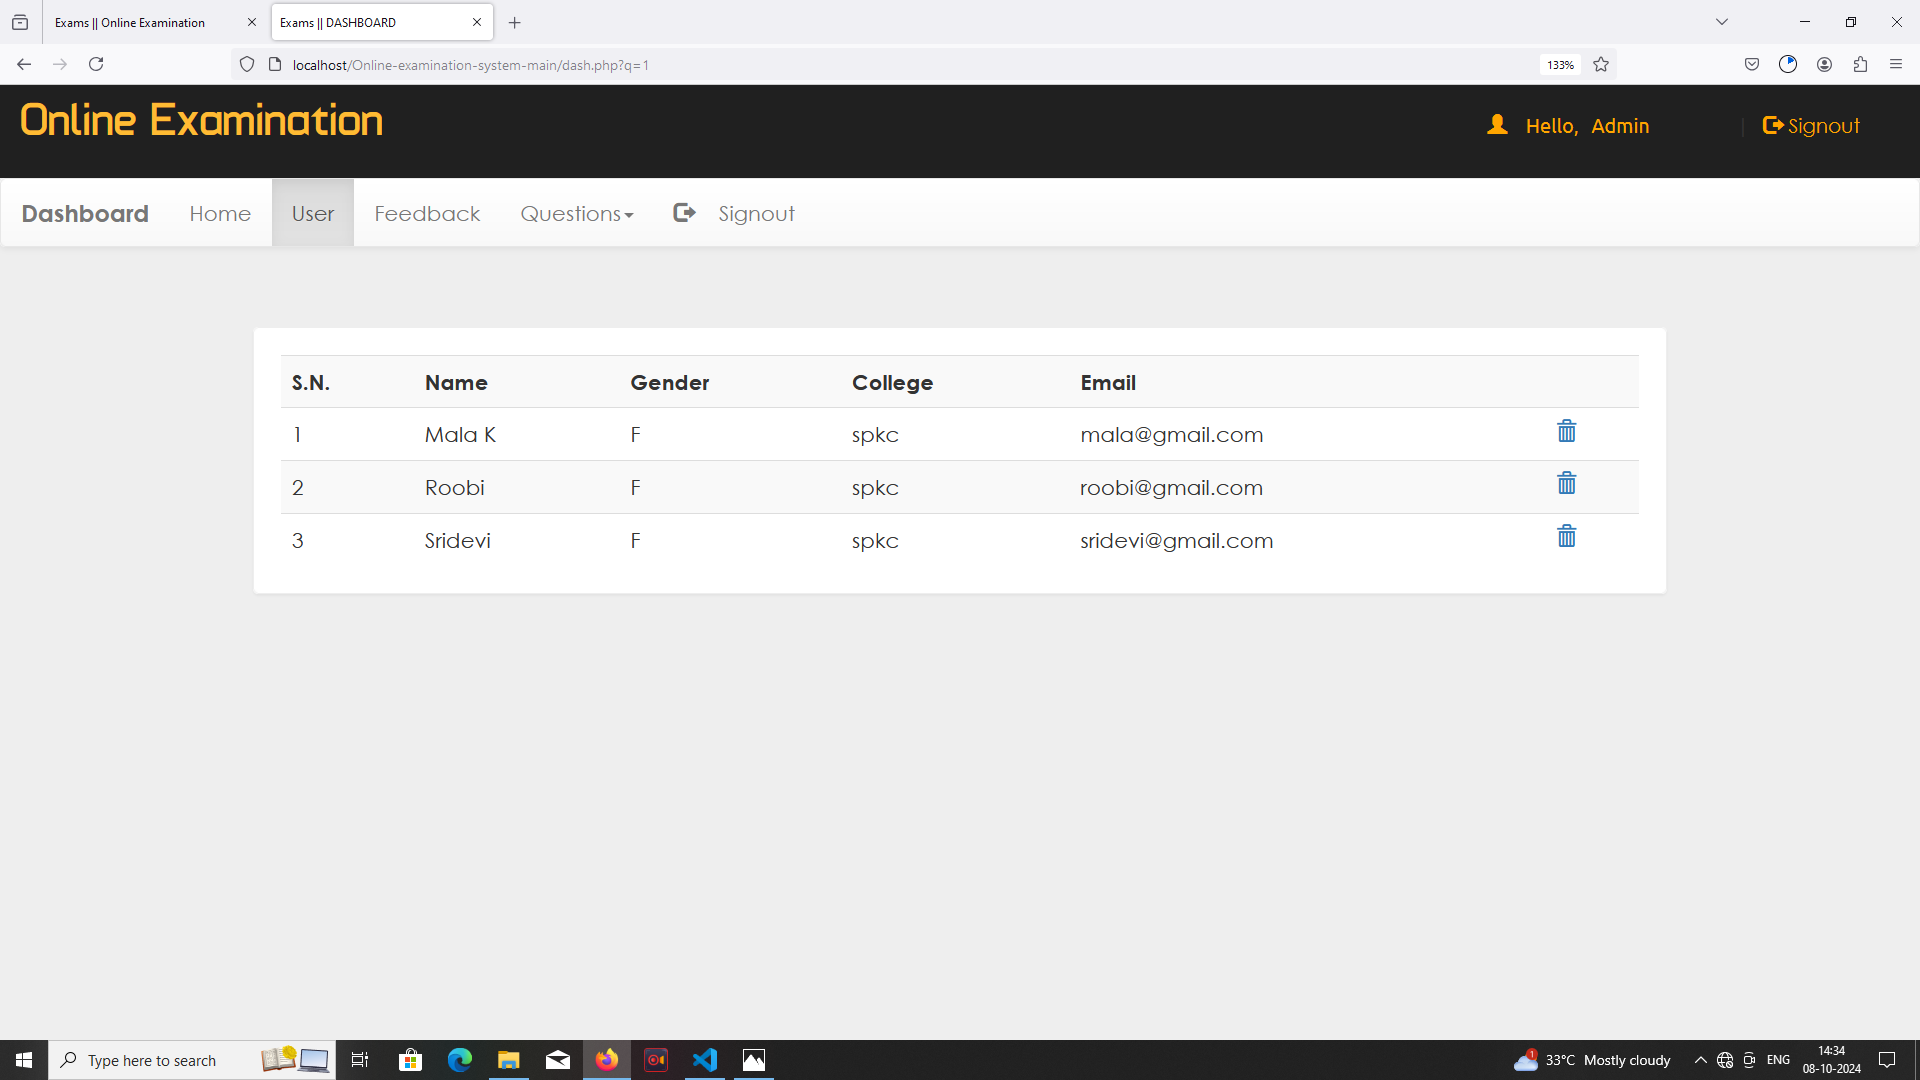 Exams || Online Examination
Exams || DASHBOARD
localhost/Online-examination-system-main/dash.php?q=1
133%
Online Examination
Hello, Admin
| Signout
Dashboard Home User Feedback Questions Signout
S.N. Name Gender College Email
1 Mala K F spkc mala@gmail.com
2 Roobi F spkc roobi@gmail.com
3 Sridevi F spkc sridevi@gmail.com
Type here to search
1
33°C Mostly cloudy
ENG
14:34
08-10-2024